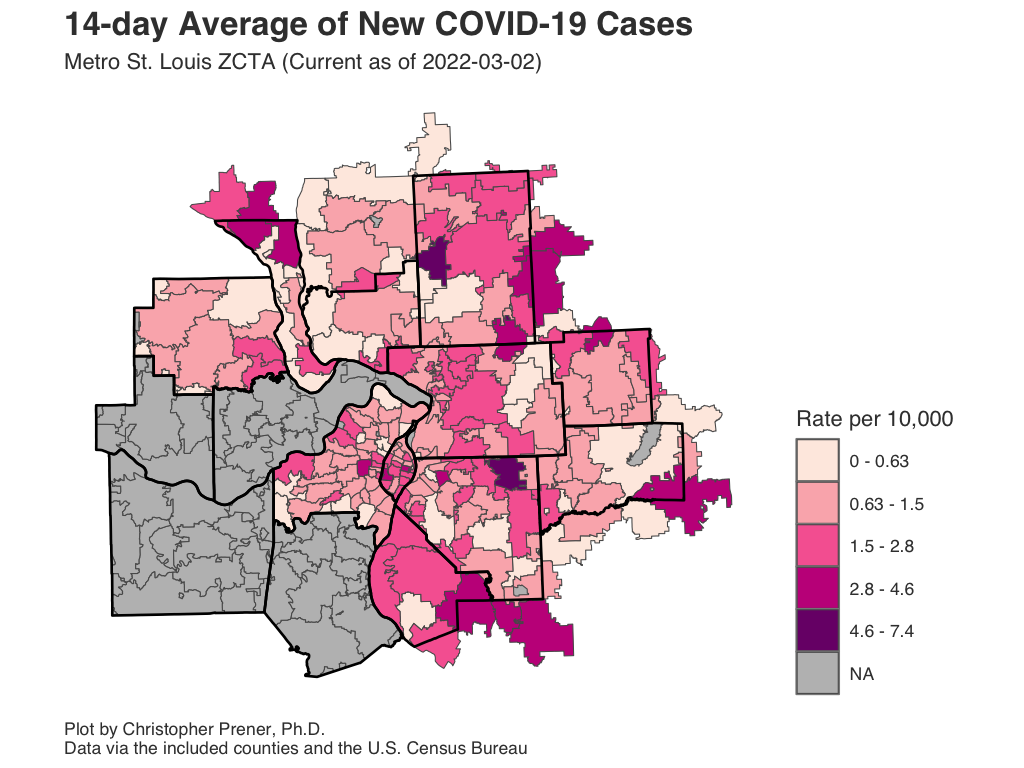 14-day Average of New COVID-19 Cases
Metro St. Louis ZCTA (Current as of 2022-03-02)
Rate per 10,000
0 - 0.63
0.63 - 1.5
1.5 - 2.8
2.8 - 4.6
4.6 - 7.4
NA
Plot by Christopher Prener, Ph.D.
Data via the included counties and the U.S. Census Bureau